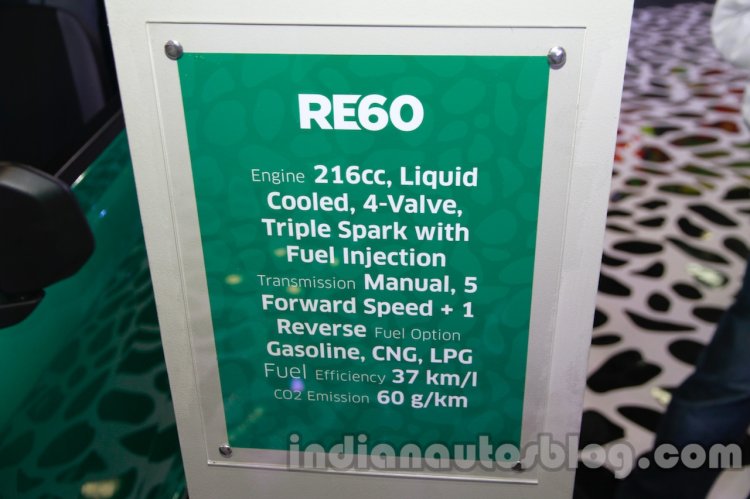 RE60
Engine 216cc, Liquid
Cooled, 4-Valve,
Triple Spark with
Fuel Injection
Transmission Manual, 5
Forward Speed + 1
Reverse Fuel Option
Gasoline, CNG, LPG
Fuel Efficiency 37 km/l
CO2 Emission 60 g/km
indianautosblog.com